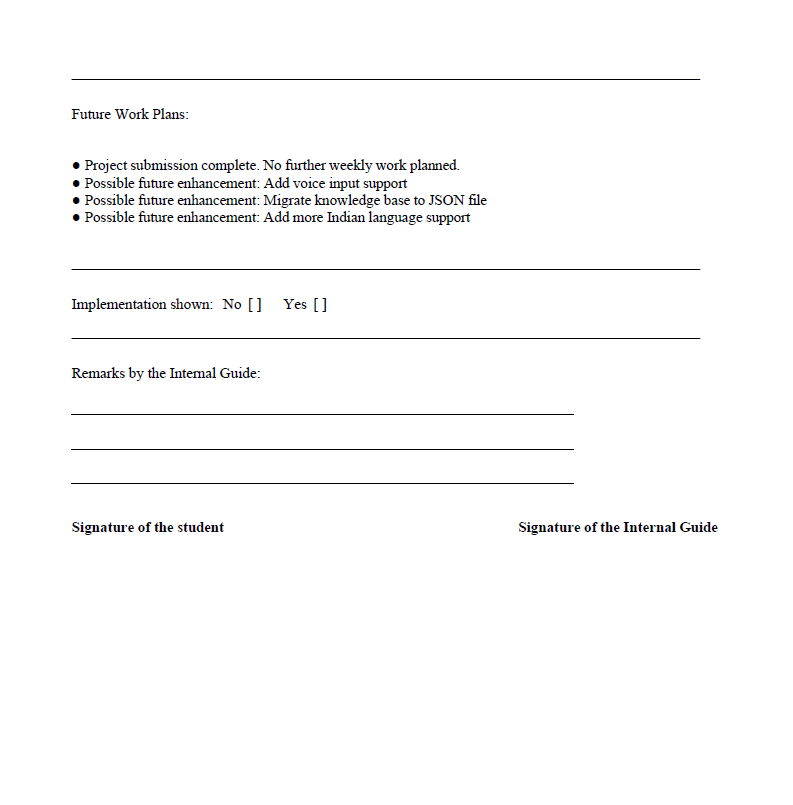 Future Work Plans:
● Project submission complete. No further weekly work planned.
● Possible future enhancement: Add voice input support
● Possible future enhancement: Migrate knowledge base to JSON file
● Possible future enhancement: Add more Indian language support
Implementation shown: No [ ] Yes [ ]
Remarks by the Internal Guide:
Signature of the student Signature of the Internal Guide